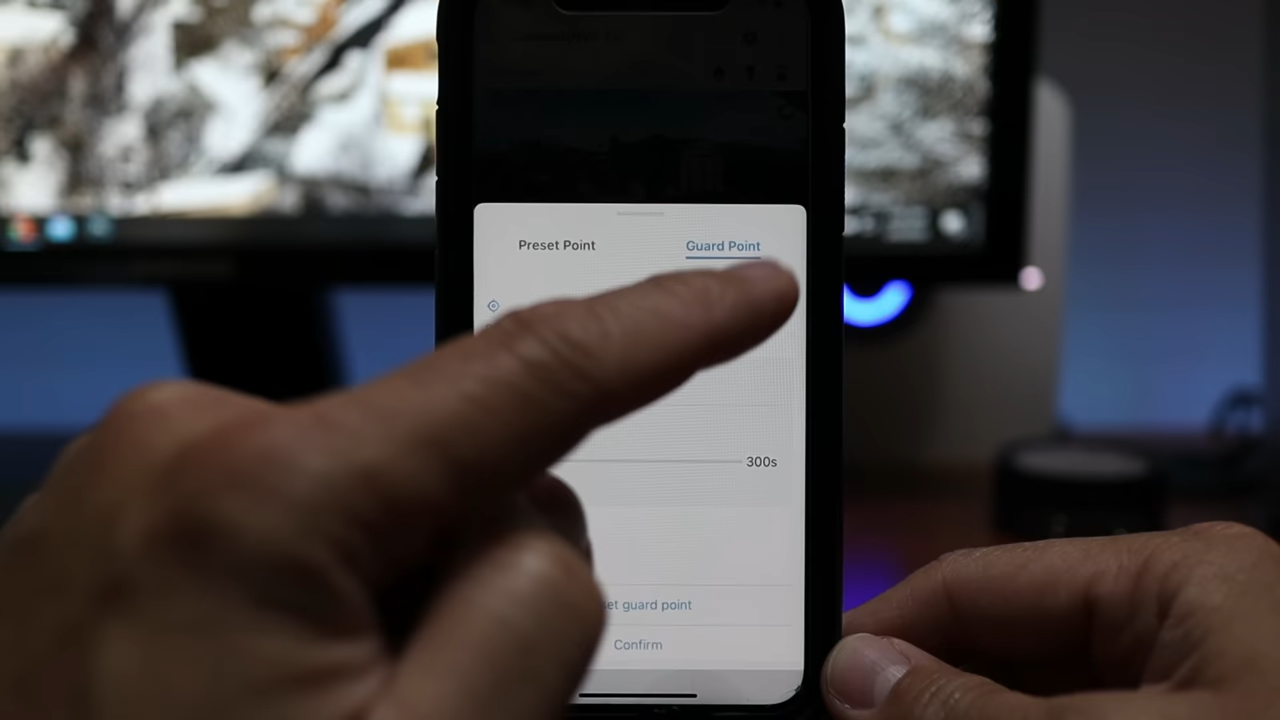 Preset Point
Guard Point
300s
et guard point
Confirm